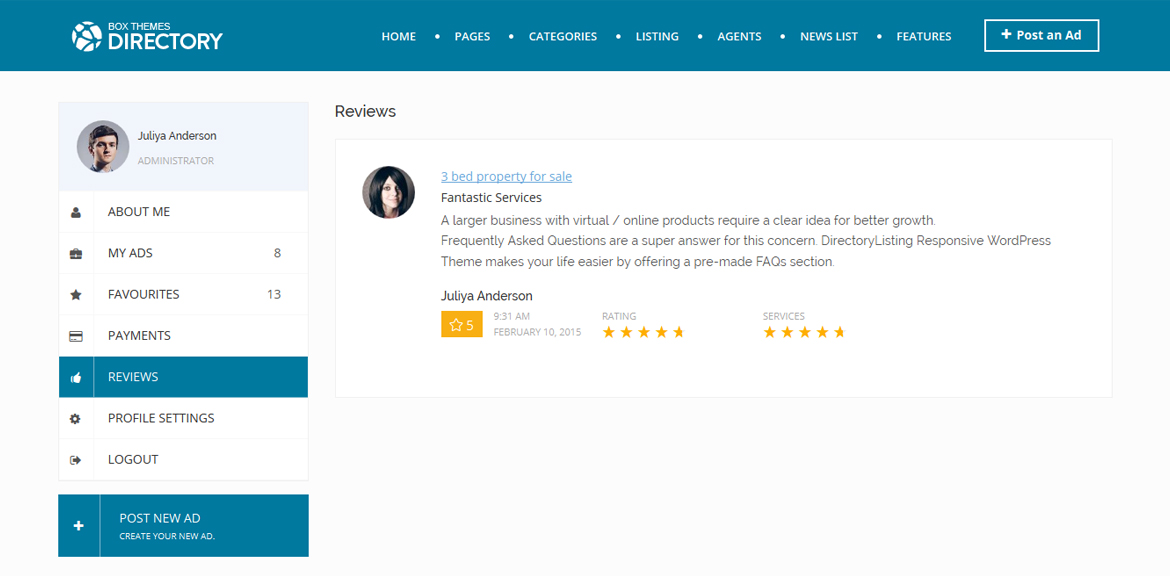 BOX THEMES
DIRECTORY
HOME
PAGES
CATEGORIES
LISTING
AGENTS
NEWS LIST
FEATURES
Post an Ad
Juliya Anderson
ADMINISTRATOR
ABOUT ME
MY ADS 8
FAVOURITES 13
PAYMENTS
REVIEWS
PROFILE SETTINGS
LOGOUT
POST NEW AD
CREATE YOUR NEW AD.
Reviews
3 bed property for sale
Fantastic Services
A larger business with virtual / online products require a clear idea for better growth.
Frequently Asked Questions are a super answer for this concern. DirectoryListing Responsive WordPress
Theme makes your life easier by offering a pre-made FAQs section.
Juliya Anderson
5
9:31 AM
FEBRUARY 10, 2015
RATING
SERVICES